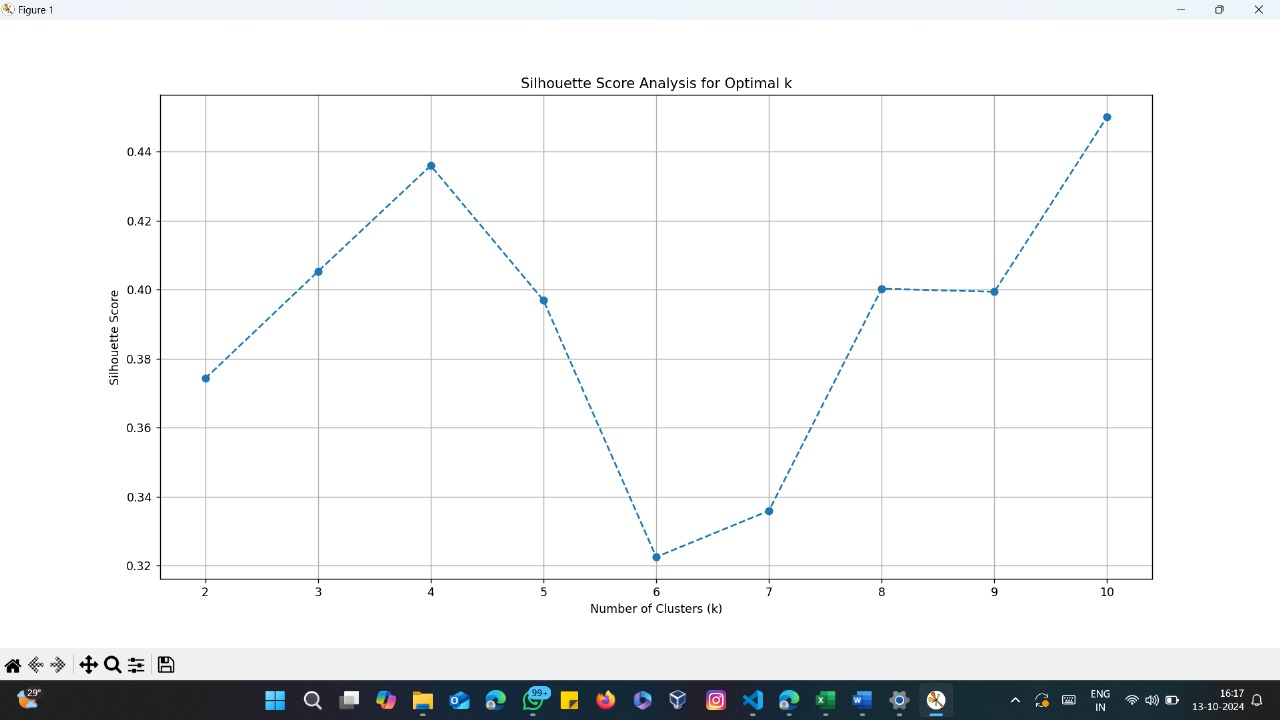 Figure 1
Silhouette Score Analysis for Optimal k
Silhouette Score
0.44
0.42
0.40
0.38
0.36
0.34
0.32
2 3 4 5 6 7 8 9 10
Number of Clusters (k)
29°
99+
ENG
IN
16:17
13-10-2024